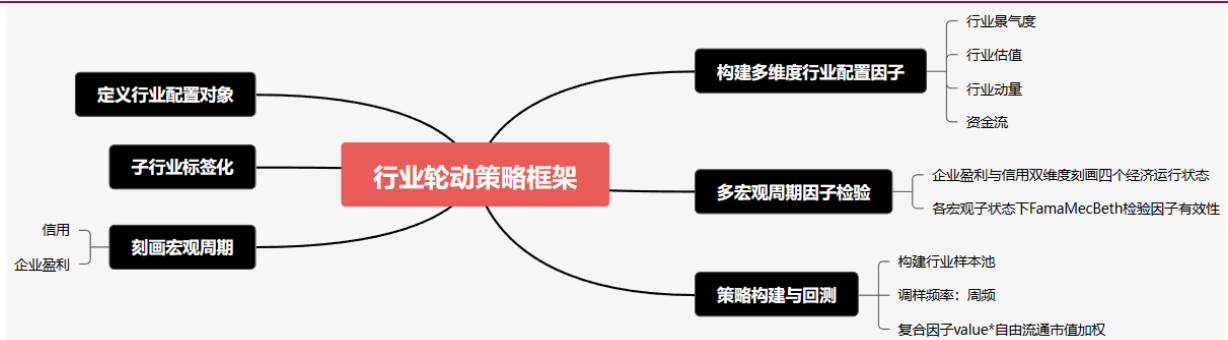 行业轮动策略框架
定义行业配置对象
子行业标签化
刻画宏观周期
信用
企业盈利
构建多维度行业配置因子
行业景气度
行业估值
行业动量
资金流
多宏观周期因子检验
企业盈利与信用双维度刻画四个经济运行状态
各宏观子状态下FamaMecBeth检验因子有效性
策略构建与回测
构建行业样本池
调样频率：周频
复合因子value*自由流通市值加权